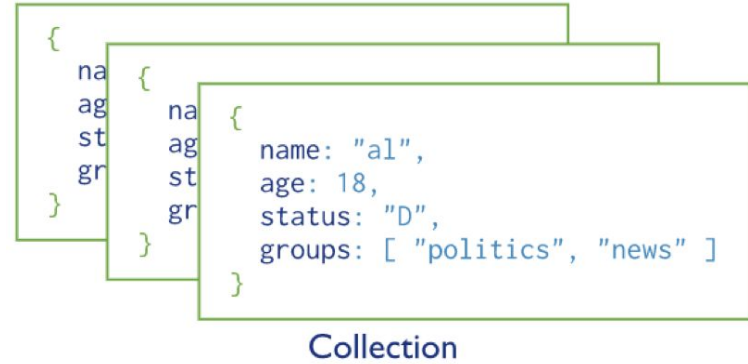 {
na
ag
st
gr
}
{
na
ag
st
gr
}
{
name: "al",
age: 18,
status: "D",
groups: [ "politics", "news" ]
}
Collection